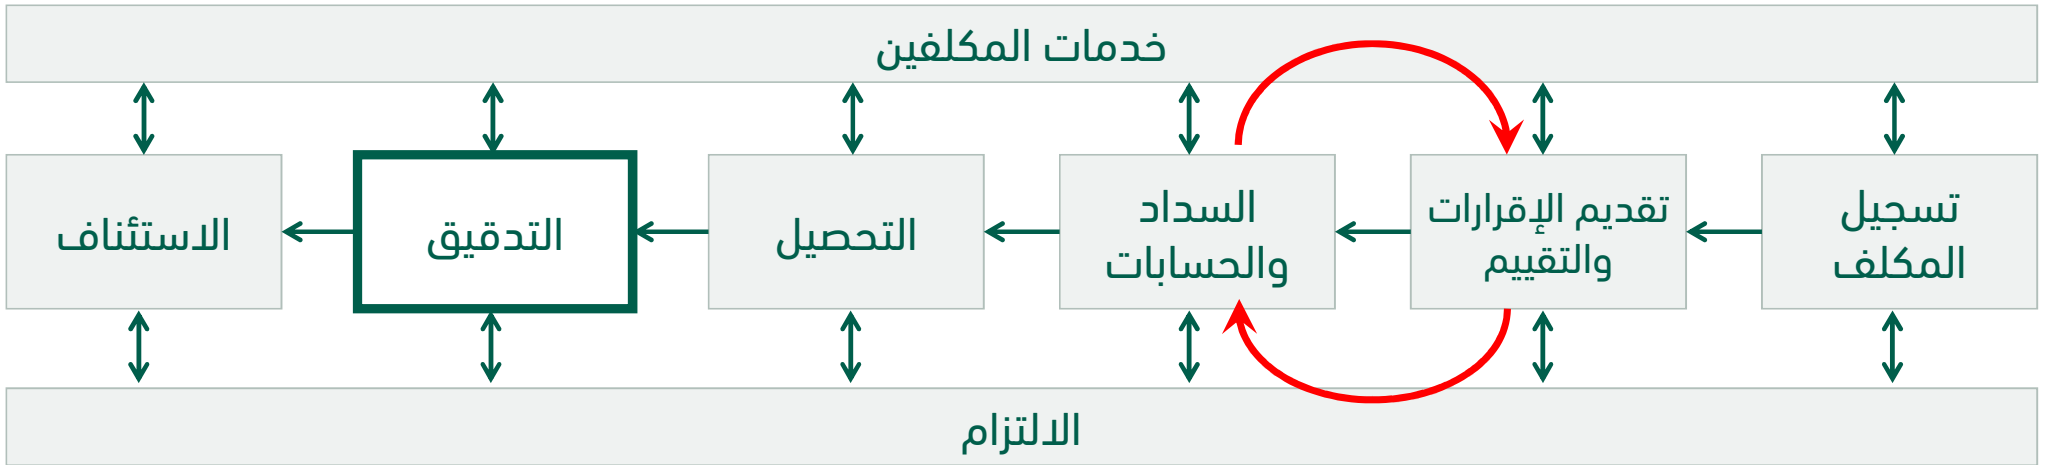 خدمات المكلفين
تسجيل
المكلف
تقديم الإقرارات
والتقييم
السداد
والحسابات
التحصيل
التدقيق
الاستئناف
الالتزام